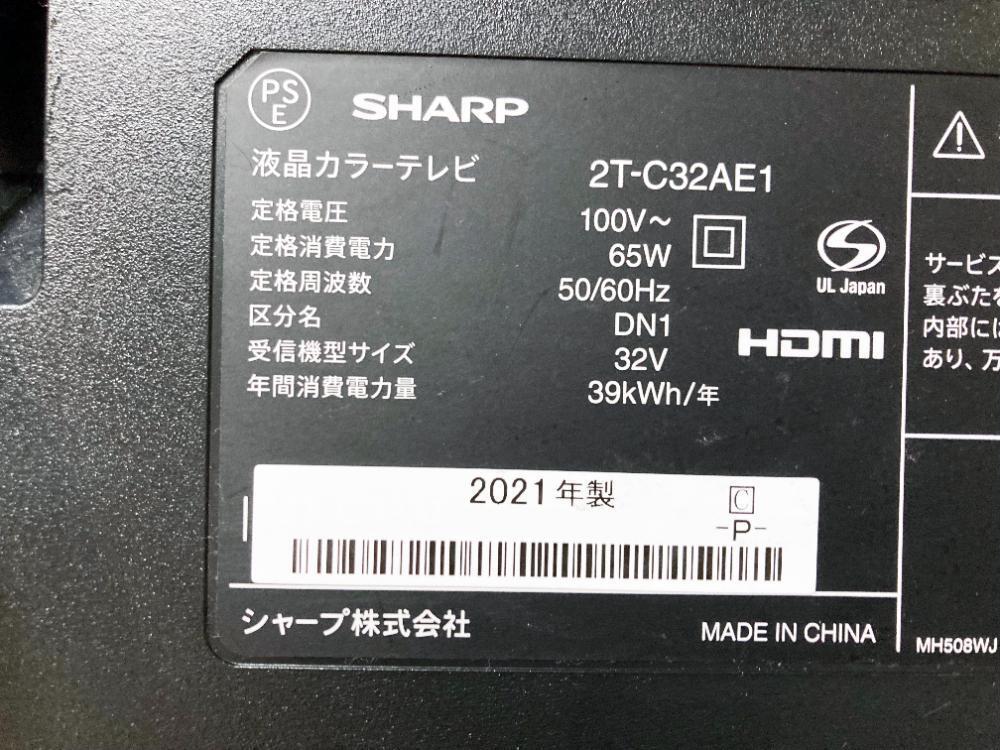 PS
E
SHARP
液晶カラーテレビ 2T-C32AE1
定格電圧 100V～
定格消費電力 65W
定格周波数 50/60Hz
区分名 DN1
受信機型サイズ 32V
年間消費電力量 39kWh/年
UL Japan
HDMI
2021年製
C
-P-
シャープ株式会社
MADE IN CHINA
サービス
裏ぶたを
内部には
あり、万
MH508WJ